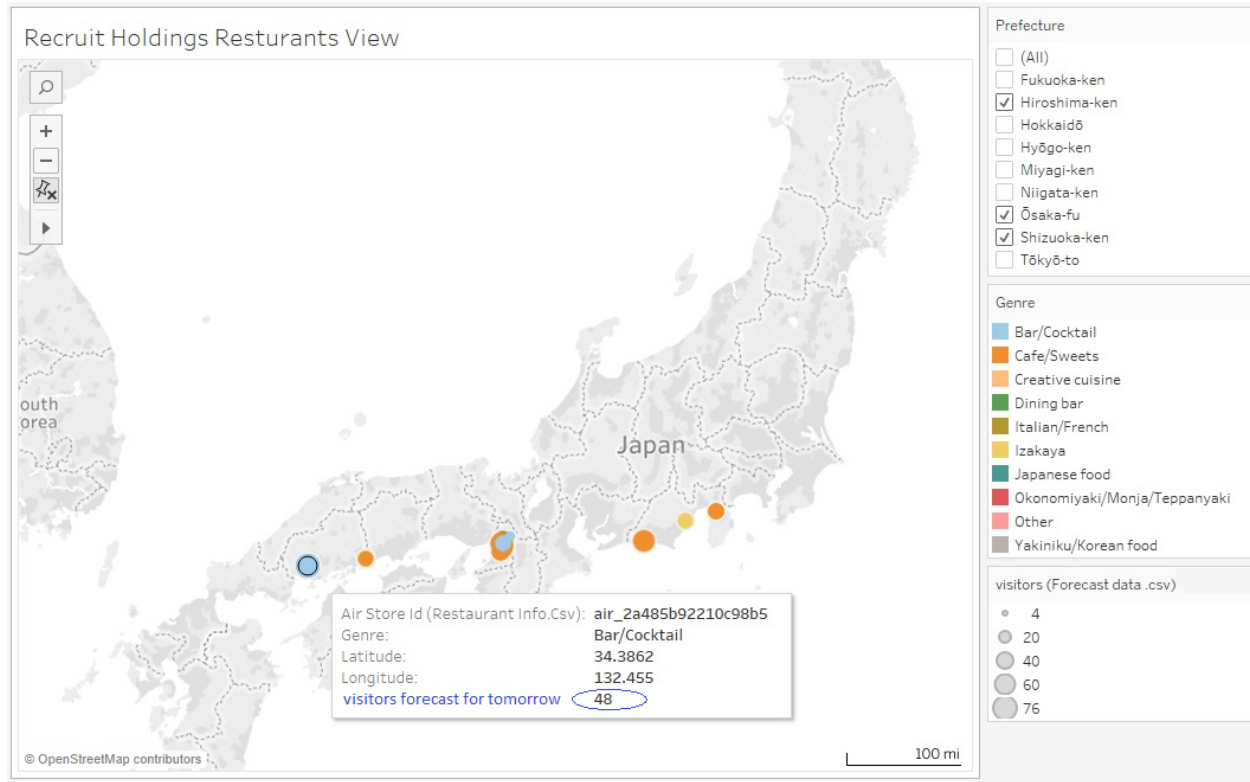 Recruit Holdings Resturants View
outh
orea
Japan
Air Store Id (Restaurant Info.Csv): air_2a485b92210c98b5
Genre: Bar/Cocktail
Latitude: 34.3862
Longitude: 132.455
visitors forecast for tomorrow 48
© OpenStreetMap contributors
100 mi
Prefecture
(All)
Fukuoka-ken
Hiroshima-ken
Hokkaidō
Hyōgo-ken
Miyagi-ken
Niigata-ken
Ōsaka-fu
Shizuoka-ken
Tōkyō-to
Genre
Bar/Cocktail
Cafe/Sweets
Creative cuisine
Dining bar
Italian/French
Izakaya
Japanese food
Okonomiyaki/Monja/Teppanyaki
Other
Yakiniku/Korean food
visitors (Forecast data .csv)
4
20
40
60
76